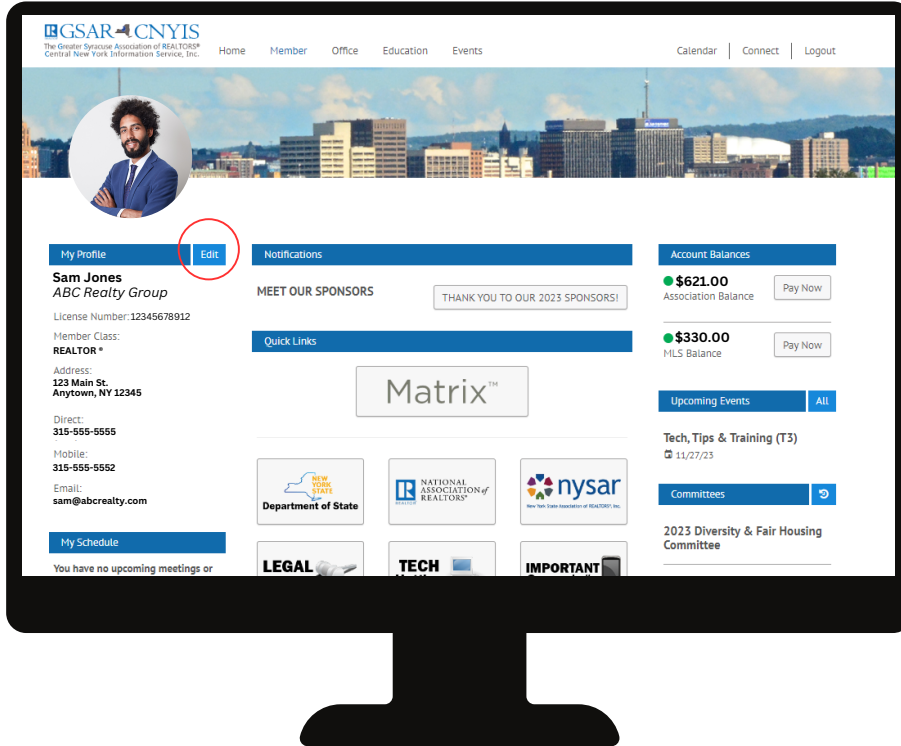 GSAR CNYIS
The Greater Syracuse Association of REALTORS®
Central New York Information Service, Inc.
Home Member Office Education Events
Calendar Connect Logout
My Profile Edit
Sam Jones
ABC Realty Group
License Number: 12345678912
Member Class:
REALTOR ®
Address:
123 Main St.
Anytown, NY 12345
Direct:
315-555-5555
Mobile:
315-555-5552
Email:
sam@abcrealty.com
My Schedule
You have no upcoming meetings or
Notifications
MEET OUR SPONSORS
THANK YOU TO OUR 2023 SPONSORS!
Quick Links
Matrix™
NEW
YORK
STATE
Department of State
REALTOR
NATIONAL
ASSOCIATION of
REALTORS®
nysar
New York State Association of REALTORS®, Inc.
LEGAL
TECH
IMPORTANT
Account Balances
$621.00
Association Balance
Pay Now
$330.00
MLS Balance
Pay Now
Upcoming Events All
Tech, Tips & Training (T3)
11/27/23
Committees
2023 Diversity & Fair Housing
Committee